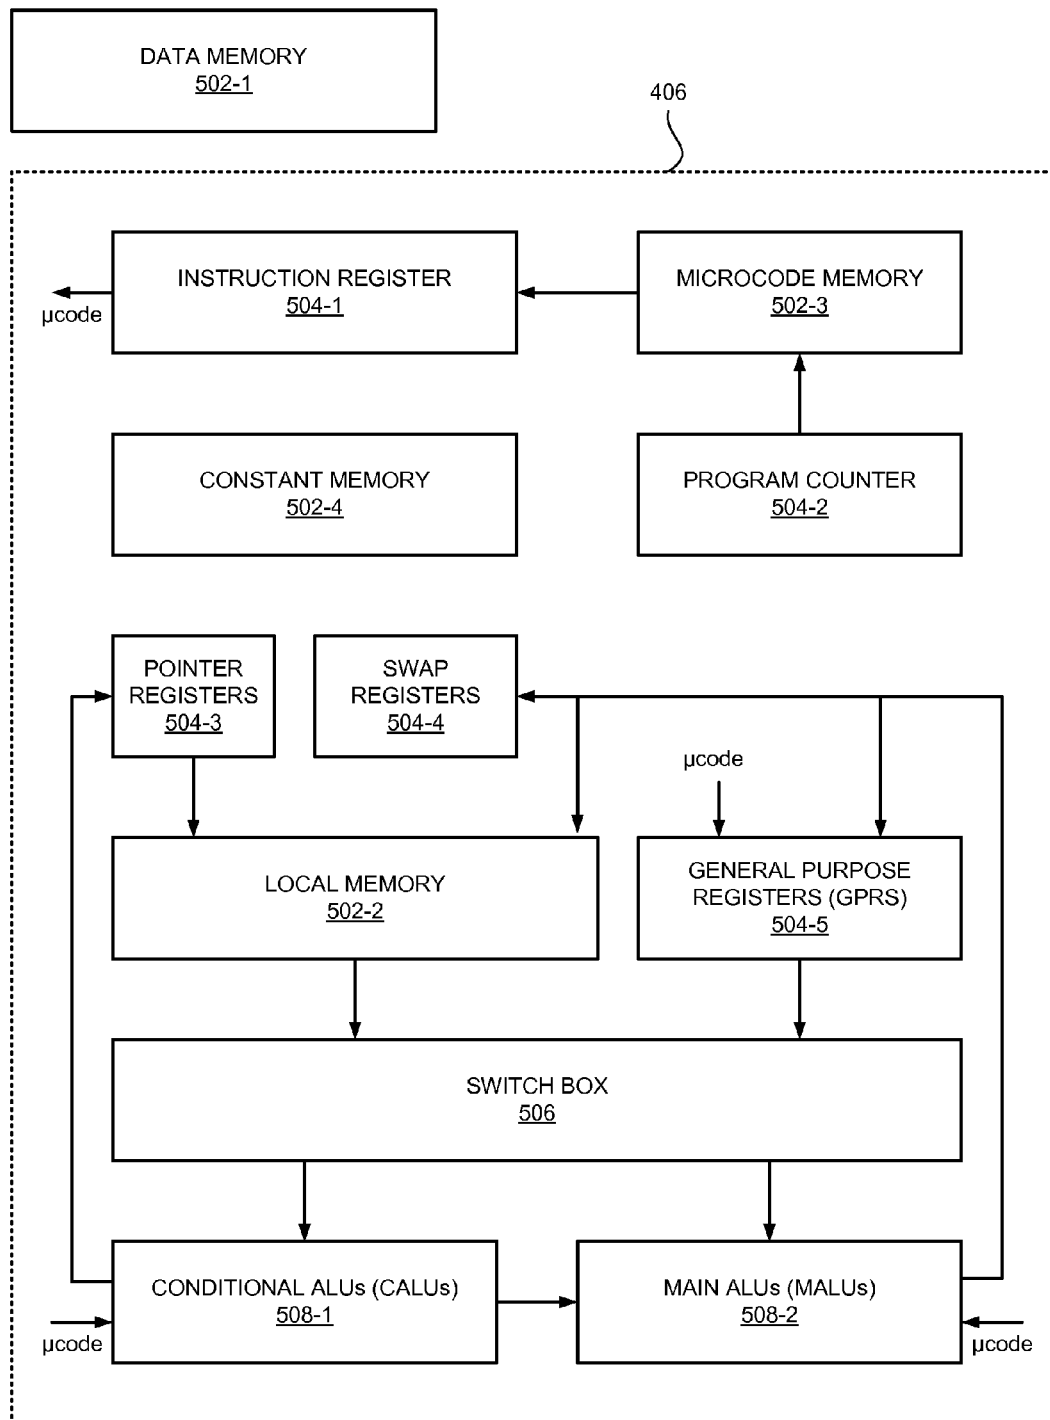 DATA MEMORY
502-1
406
INSTRUCTION REGISTER
504-1
MICROCODE MEMORY
502-3
µcode
CONSTANT MEMORY
502-4
PROGRAM COUNTER
504-2
POINTER
REGISTERS
504-3
SWAP
REGISTERS
504-4
µcode
LOCAL MEMORY
502-2
GENERAL PURPOSE
REGISTERS (GPRS)
504-5
SWITCH BOX
506
CONDITIONAL ALUs (CALUs)
508-1
MAIN ALUs (MALUs)
508-2
µcode
µcode